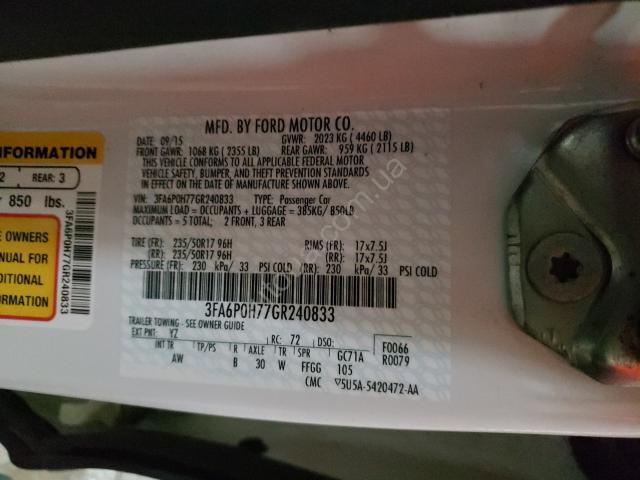 INFORMATION
2 REAR: 3
850 lbs.
E OWNERS
ANUAL FOR
DITIONAL
ORMATION
3FA6P0H77GR240833
MFD. BY FORD MOTOR CO.
DATE: 09/15 GVWR: 2023 KG ( 4460 LB)
FRONT GAWR: 1068 KG ( 2355 LB) REAR GAWR: 959 KG ( 2115 LB)
THIS VEHICLE CONFORMS TO ALL APPLICABLE FEDERAL MOTOR
VEHICLE SAFETY, BUMPER, AND THEFT PREVENTION STANDARDS
IN EFFECT ON THE DATE OF MANUFACTURE SHOWN ABOVE.
VIN: 3FA6P0H77GR240833 TYPE: Passenger Car
MAXIMUM LOAD = OCCUPANTS + LUGGAGE = 385KG/ 850LB
OCCUPANTS = 5 TOTAL; 2 FRONT, 3 REAR
TIRE (FR): 235/50R17 96H RIMS (FR): 17x7.5J
(RR): 235/50R17 96H (RR): 17x7.5J
PRESSURE (FR): 230 kPa/ 33 PSI COLD (RR): 230 kPa/ 33 PSI COLD
3FA6P0H77GR240833
TRAILER TOWING - SEE OWNER GUIDE
EXT PNT: YZ RC: 72 DSO: F0066
R0079
INT TR TP/PS R AXLE TR SPR GC71A
AW B 30 W FFGG 105
CMC ▽5U5A-5420472-AA